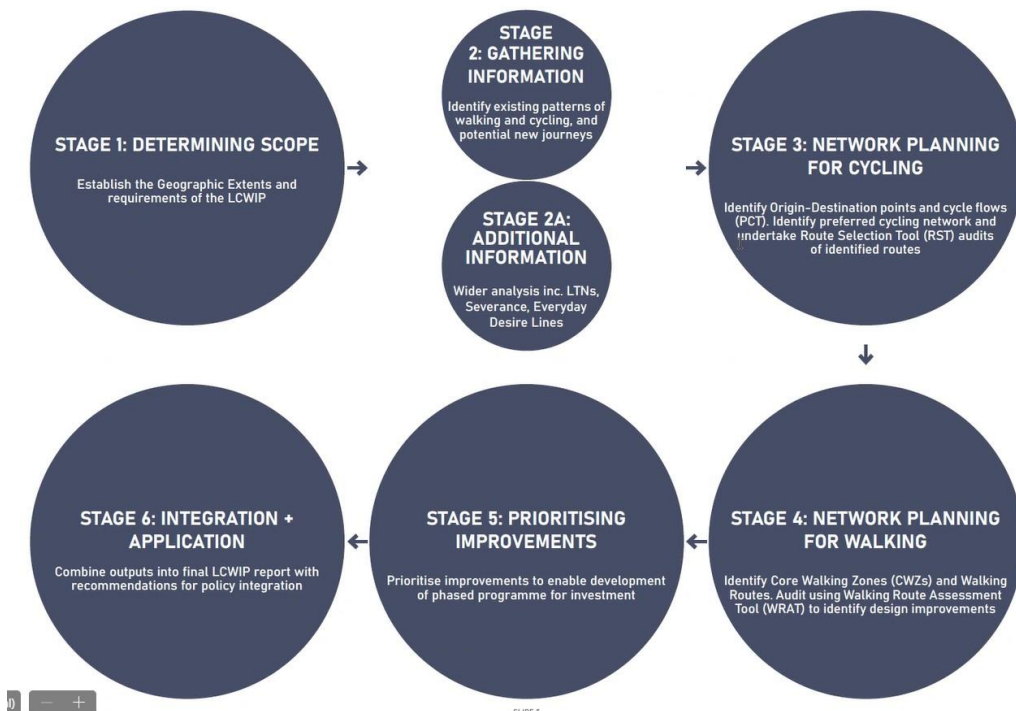 STAGE 1: DETERMINING SCOPE
Establish the Geographic Extents and
requirements of the LCWIP
STAGE
2: GATHERING
INFORMATION
Identify existing patterns of
walking and cycling, and
potential new journeys
STAGE 2A:
ADDITIONAL
INFORMATION
Wider analysis inc. LTNs,
Severance, Everyday
Desire Lines
STAGE 3: NETWORK PLANNING
FOR CYCLING
Identify Origin-Destination points and cycle flows
(PCT). Identify preferred cycling network and
undertake Route Selection Tool (RST) audits
of identified routes
STAGE 4: NETWORK PLANNING
FOR WALKING
Identify Core Walking Zones (CWZs) and Walking
Routes. Audit using Walking Route Assessment
Tool (WRAT) to identify design improvements
STAGE 5: PRIORITISING
IMPROVEMENTS
Prioritise improvements to enable development
of phased programme for investment
STAGE 6: INTEGRATION +
APPLICATION
Combine outputs into final LCWIP report with
recommendations for policy integration